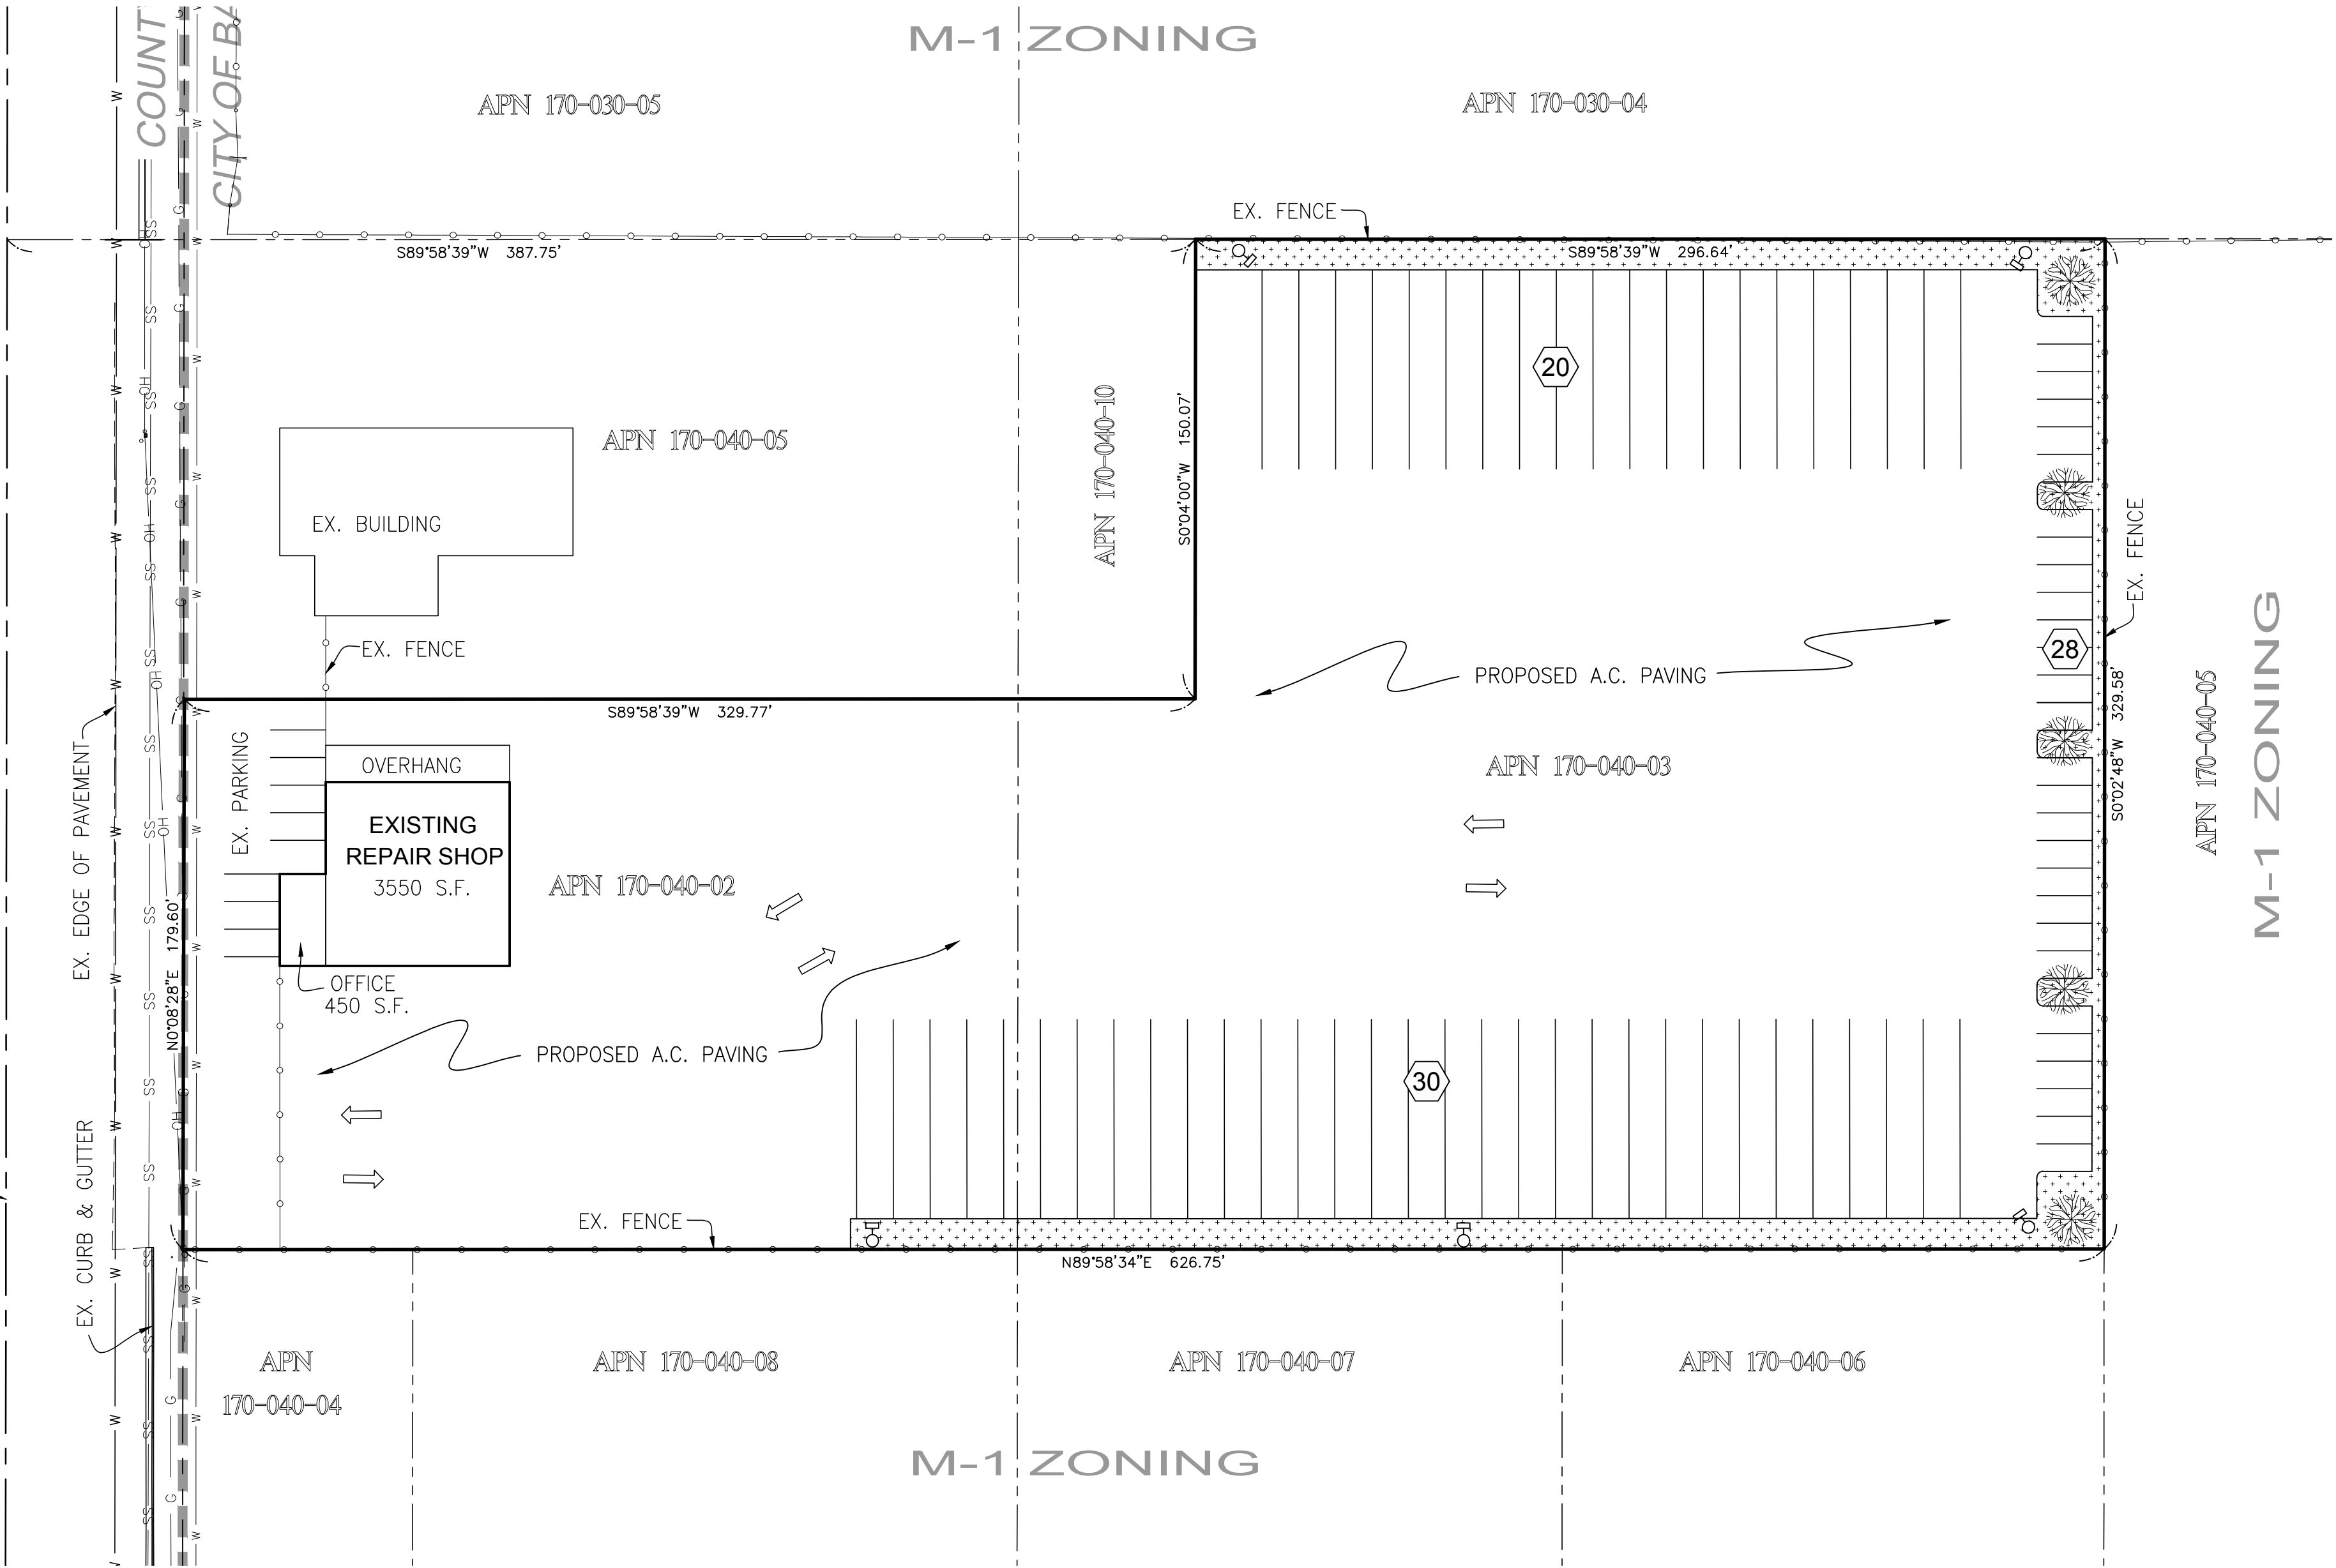 M-1 ZONING
COUNT
CITY OF BA
APN 170-030-05
APN 170-030-04
EX. FENCE
S89°58'39"W 387.75'
S89°58'39"W 296.64'
20
APN 170-040-05
APN 170-040-10
S0°04'00"W 150.07'
EX. BUILDING
EX. FENCE
EX. FENCE
28
PROPOSED A.C. PAVING
S0°02'48"W 329.58'
APN 170-040-05
M-1 ZONING
S89°58'39"W 329.77'
EX. EDGE OF PAVEMENT
EX. PARKING
OVERHANG
APN 170-040-03
EXISTING
REPAIR SHOP
3550 S.F.
APN 170-040-02
N0°08'28"E 179.60'
OFFICE
450 S.F.
PROPOSED A.C. PAVING
30
EX. CURB & GUTTER
EX. FENCE
N89°58'34"E 626.75'
APN
170-040-04
APN 170-040-08
APN 170-040-07
APN 170-040-06
M-1 ZONING
W
G
SS
OH